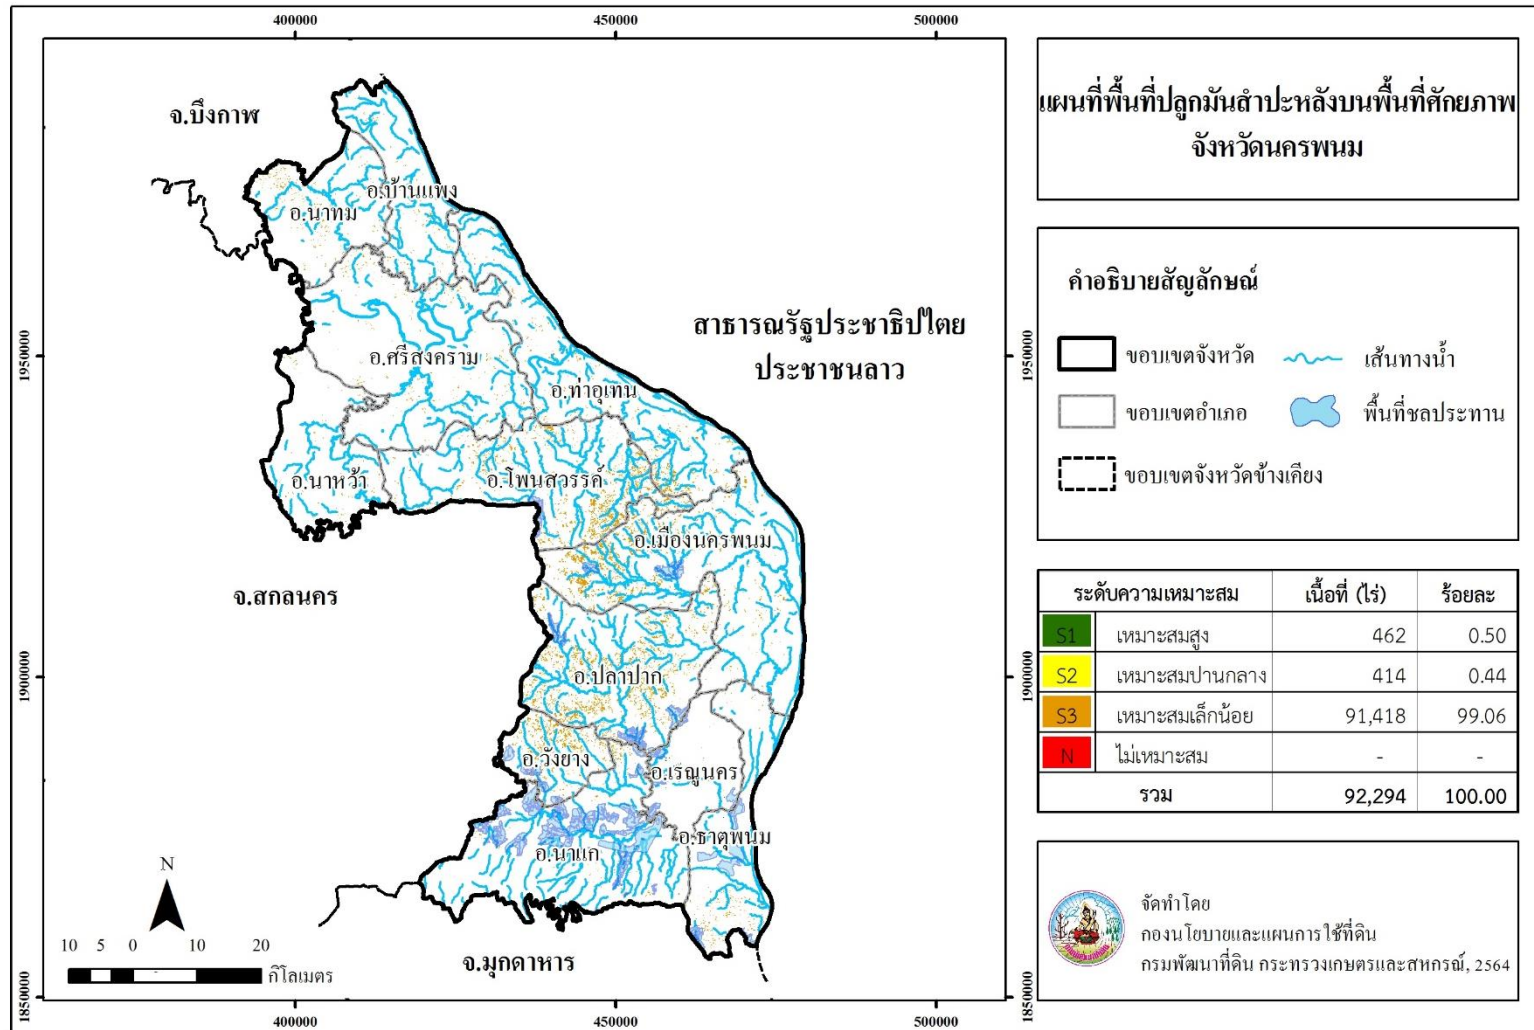 400000
450000
500000
จ.บึงกาฬ
อ.บ้านแพง
อ.นาทม
สาธารณรัฐประชาธิปไตย
ประชาชนลาว
อ.ศรีสงคราม
อ.ท่าอุเทน
อ.นาหว้า
อ.โพนสวรรค์
อ.เมืองนครพนม
จ.สกลนคร
อ.ปลาปาก
อ.วังยาง
อ.เรณูนคร
อ.ธาตุพนม
อ.นาแก
จ.มุกดาหาร
N
10 5 0 10 20
กิโลเมตร
1950000
1900000
1850000
1950000
1900000
1850000
400000
450000
500000
แผนที่พื้นที่ปลูกมันสำปะหลังบนพื้นที่ศักยภาพ
จังหวัดนครพนม
คำอธิบายสัญลักษณ์
ขอบเขตจังหวัด เส้นทางน้ำ
ขอบเขตอำเภอ พื้นที่ชลประทาน
ขอบเขตจังหวัดข้างเคียง
ระดับความเหมาะสม เนื้อที่ (ไร่) ร้อยละ
S1 เหมาะสมสูง 462 0.50
S2 เหมาะสมปานกลาง 414 0.44
S3 เหมาะสมเล็กน้อย 91,418 99.06
N ไม่เหมาะสม - -
รวม 92,294 100.00
จัดทำโดย
กองนโยบายและแผนการใช้ที่ดิน
กรมพัฒนาที่ดิน กระทรวงเกษตรและสหกรณ์, 2564